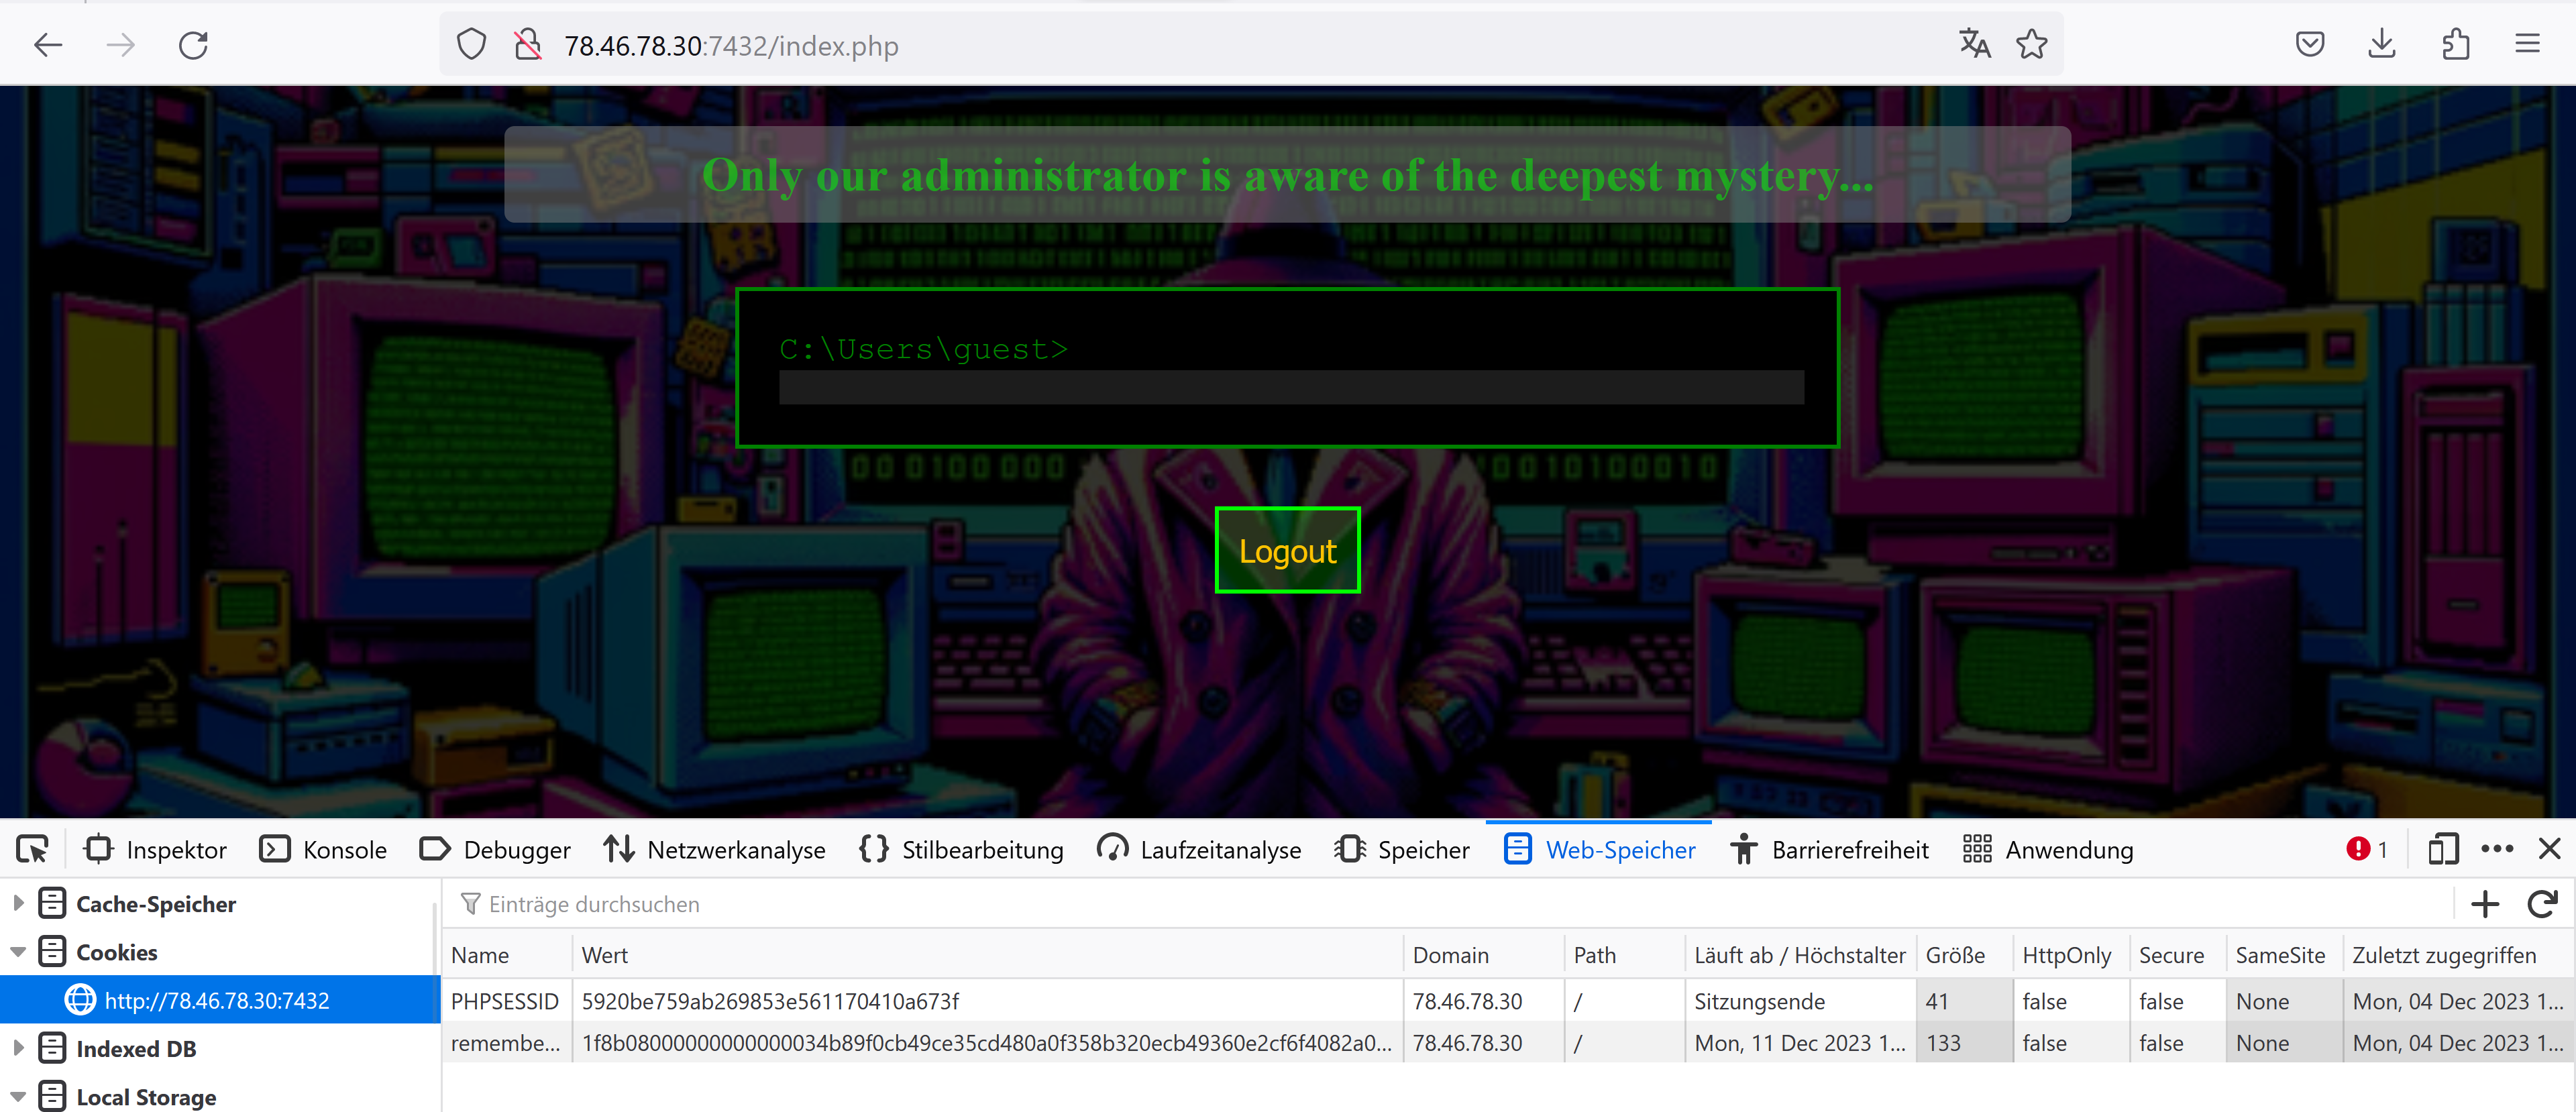 78.46.78.30:7432/index.php
Only our administrator is aware of the deepest mystery...
C:\Users\guest>
Logout
Inspektor Konsole Debugger Netzwerkanalyse Stilbearbeitung Laufzeitanalyse Speicher Web-Speicher Barrierefreiheit Anwendung 1
Cache-Speicher
Cookies
http://78.46.78.30:7432
Indexed DB
Local Storage
Einträge durchsuchen
Name Wert Domain Path Läuft ab / Höchstalter Größe HttpOnly Secure SameSite Zuletzt zugegriffen
PHPSESSID 5920be759ab269853e561170410a673f 78.46.78.30 / Sitzungsende 41 false false None Mon, 04 Dec 2023 1...
remembe... 1f8b08000000000000034b89f0cb49ce35cd480a0f358b320ecb49360e2cf6f4082a0... 78.46.78.30 / Mon, 11 Dec 2023 1... 133 false false None Mon, 04 Dec 2023 1...